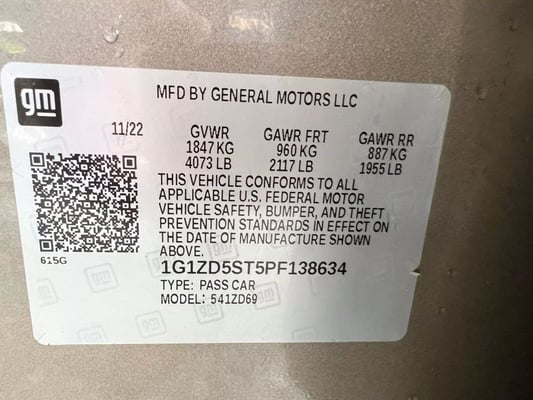 gm
MFD BY GENERAL MOTORS LLC
11/22 GVWR GAWR FRT GAWR RR
1847 KG 960 KG 887 KG
4073 LB 2117 LB 1955 LB
THIS VEHICLE CONFORMS TO ALL
APPLICABLE U.S. FEDERAL MOTOR
VEHICLE SAFETY, BUMPER, AND THEFT
PREVENTION STANDARDS IN EFFECT ON
THE DATE OF MANUFACTURE SHOWN
ABOVE.
615G
1G1ZD5ST5PF138634
TYPE: PASS CAR
MODEL: 541ZD69